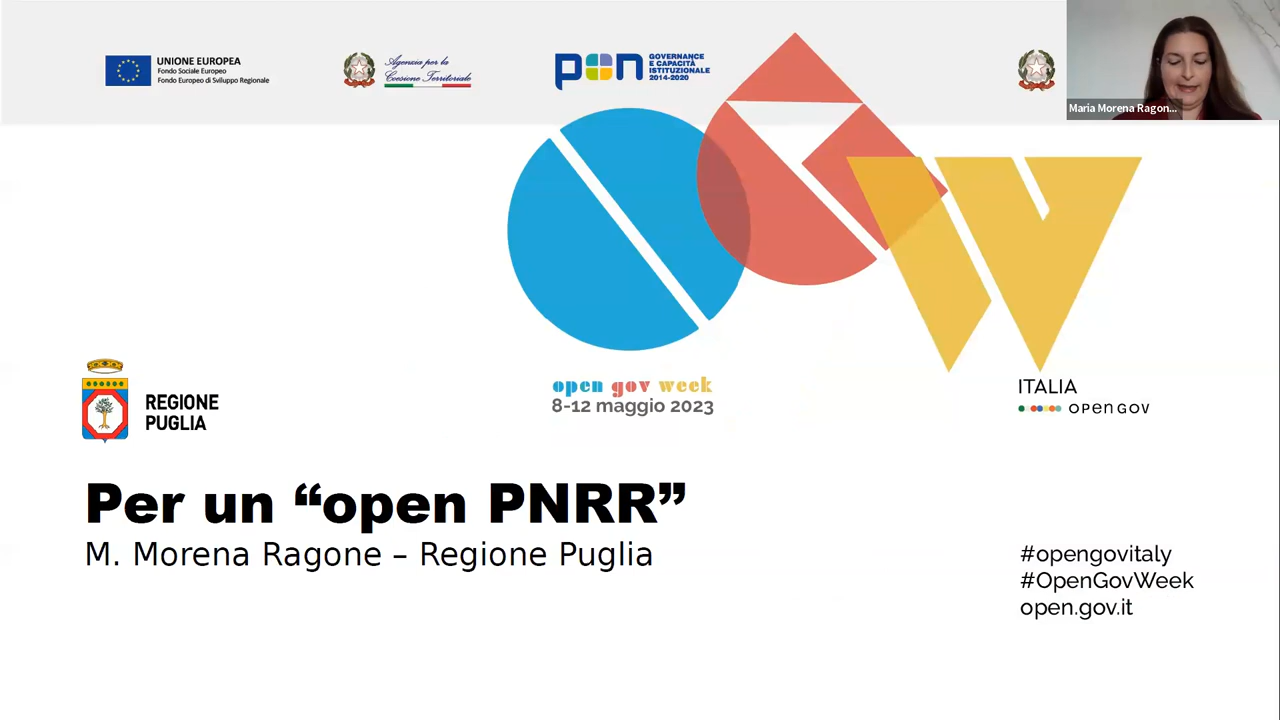 UNIONE EUROPEA
Fondo Sociale Europeo
Fondo Europeo di Sviluppo Regionale
Agenzia per la
Coesione Territoriale
pon
GOVERNANCE
E CAPACITÀ
ISTITUZIONALE
2014-2020
Maria Morena Ragon...
open gov week
8-12 maggio 2023
ITALIA
OPEN GOV
REGIONE
PUGLIA
Per un “open PNRR”
M. Morena Ragone – Regione Puglia
#opengovitaly
#OpenGovWeek
open.gov.it